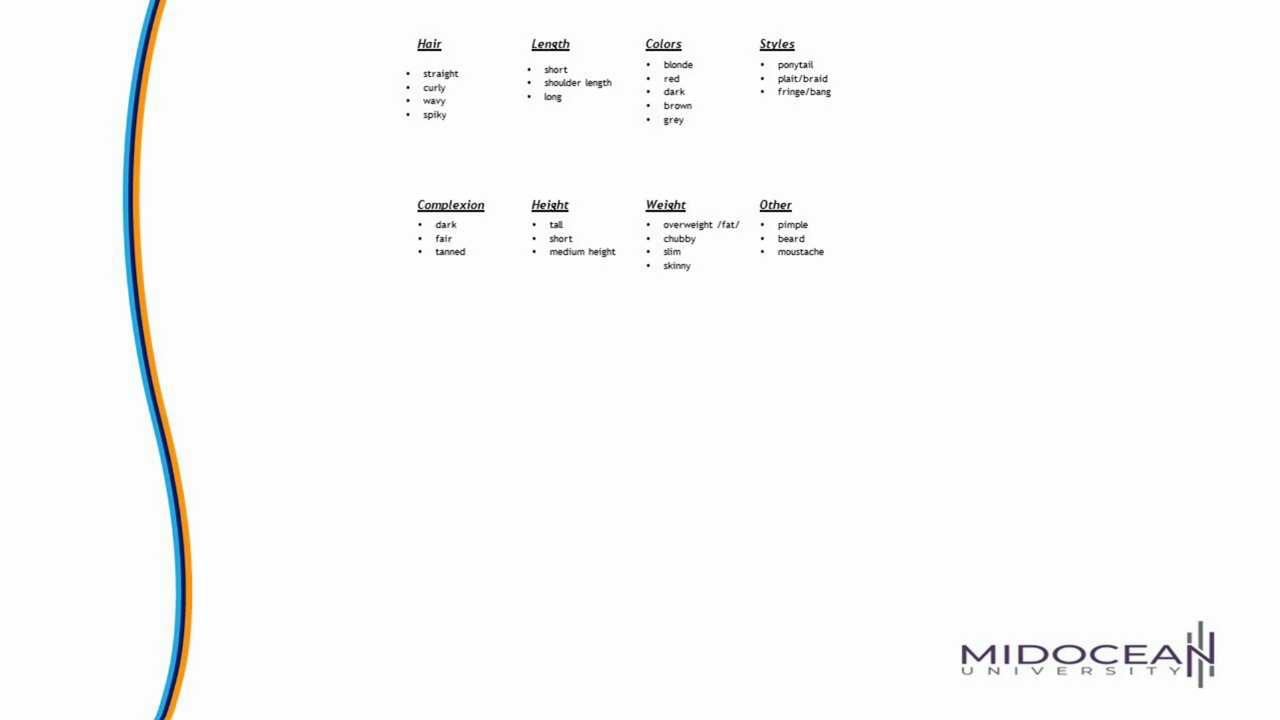 Hair
straight
curly
wavy
spiky
Length
short
shoulder length
long
Colors
blonde
red
dark
brown
grey
Styles
ponytail
plait/braid
fringe/bang
Complexion
dark
fair
tanned
Height
tall
short
medium height
Weight
overweight /fat/
chubby
slim
skinny
Other
pimple
beard
moustache
MIDOCEAN
UNIVERSITY